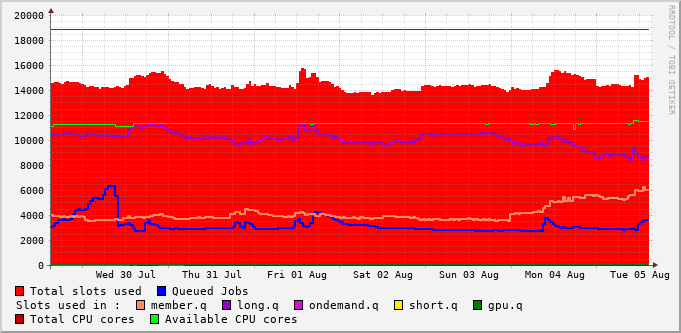 20000
18000
16000
14000
12000
10000
8000
6000
4000
2000
0
Wed 30 Jul Thu 31 Jul Fri 01 Aug Sat 02 Aug Sun 03 Aug Mon 04 Aug Tue 05 Aug
RRDTOOL / TOBI OETIKER
Total slots used Queued Jobs
Slots used in : member.q long.q ondemand.q short.q gpu.q
Total CPU cores Available CPU cores